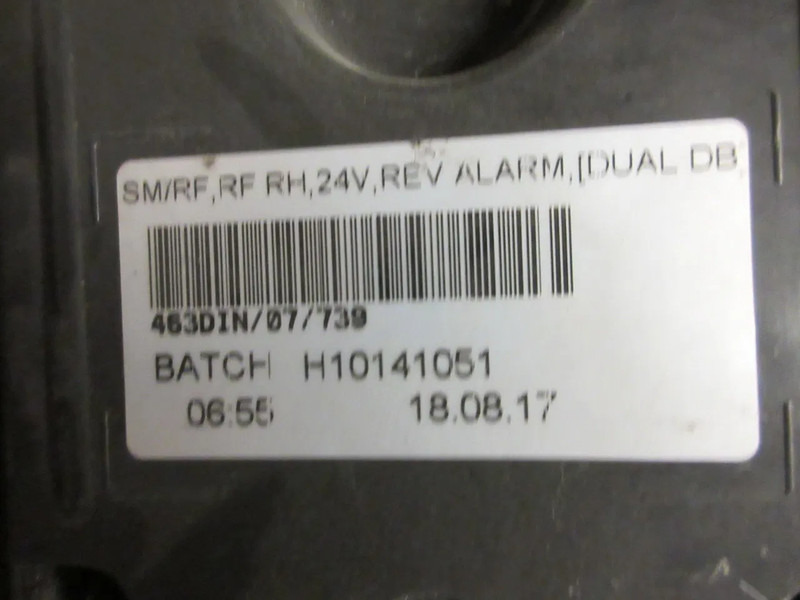 SM/RF,RF RH,24V,REV ALARM,[DUAL DB
463DIN/07/739
BATCH H10141051
06:55 18.08.17